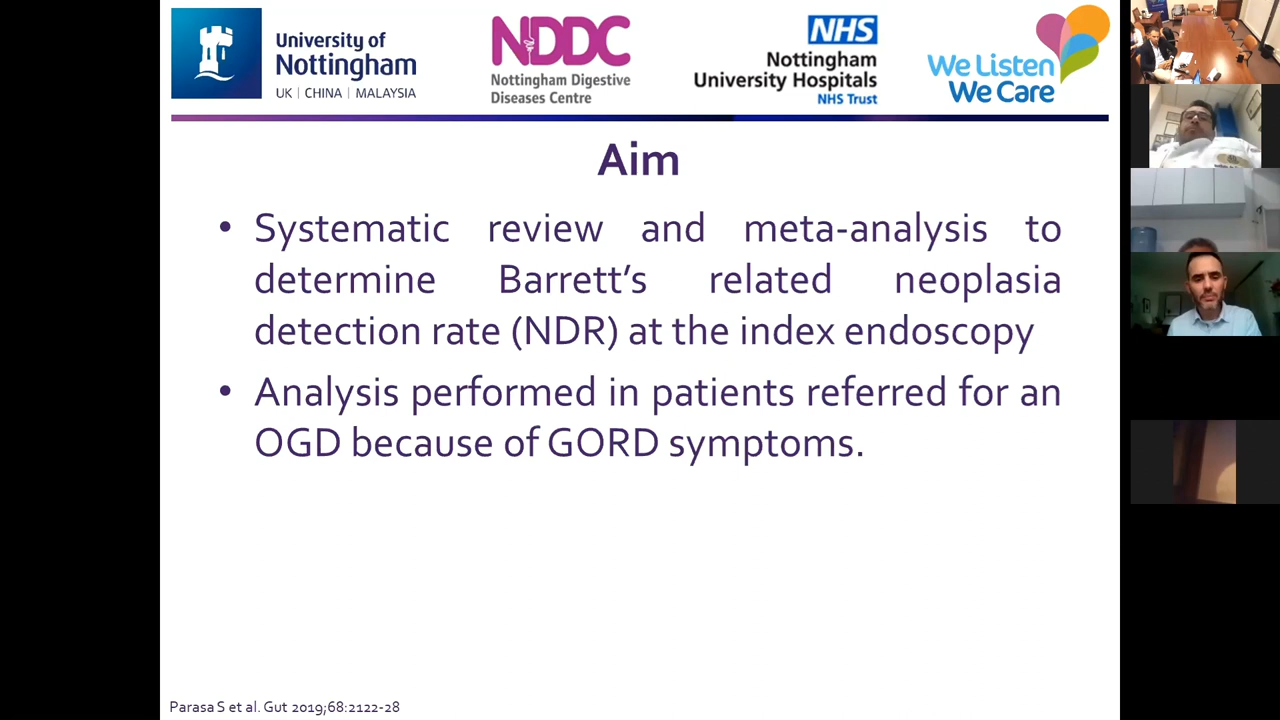 University of
Nottingham
UK | CHINA | MALAYSIA
NDDC
Nottingham Digestive
Diseases Centre
NHS
Nottingham
University Hospitals
NHS Trust
We Listen
We Care
Aim
• Systematic review and meta-analysis to
determine Barrett’s related neoplasia
detection rate (NDR) at the index endoscopy
• Analysis performed in patients referred for an
OGD because of GORD symptoms.
Parasa S et al. Gut 2019;68:2122-28